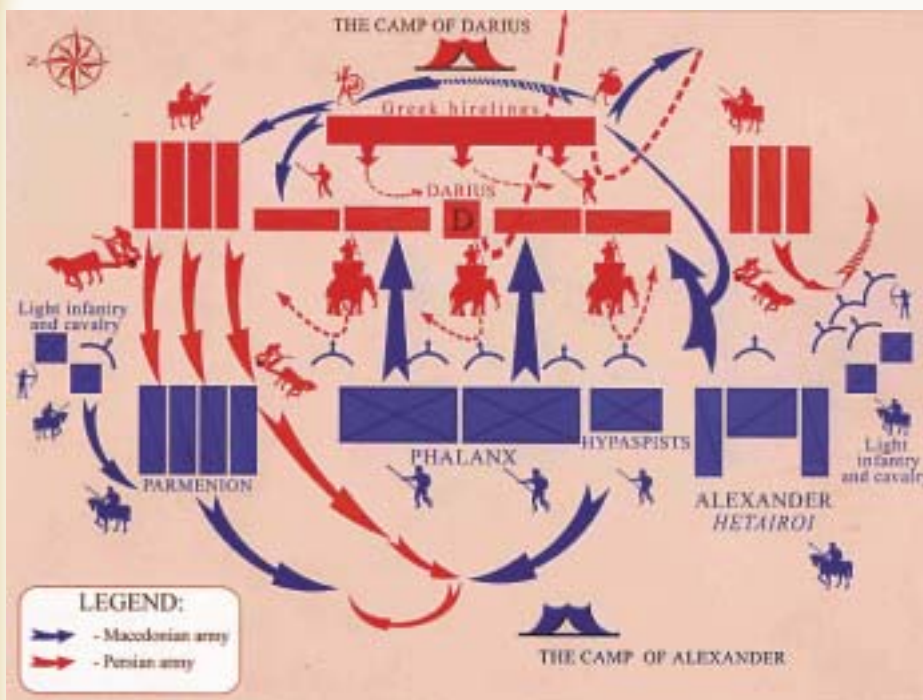 THE CAMP OF DARIUS
N
Greek hirelines
DARIUS
D
Light infantry
and cavalry
PARMENION
PHALANX
HYPASPISTS
ALEXANDER
HETAIROI
Light
infantry
and cavalry
LEGEND:
- Macedonian army
- Persian army
THE CAMP OF ALEXANDER